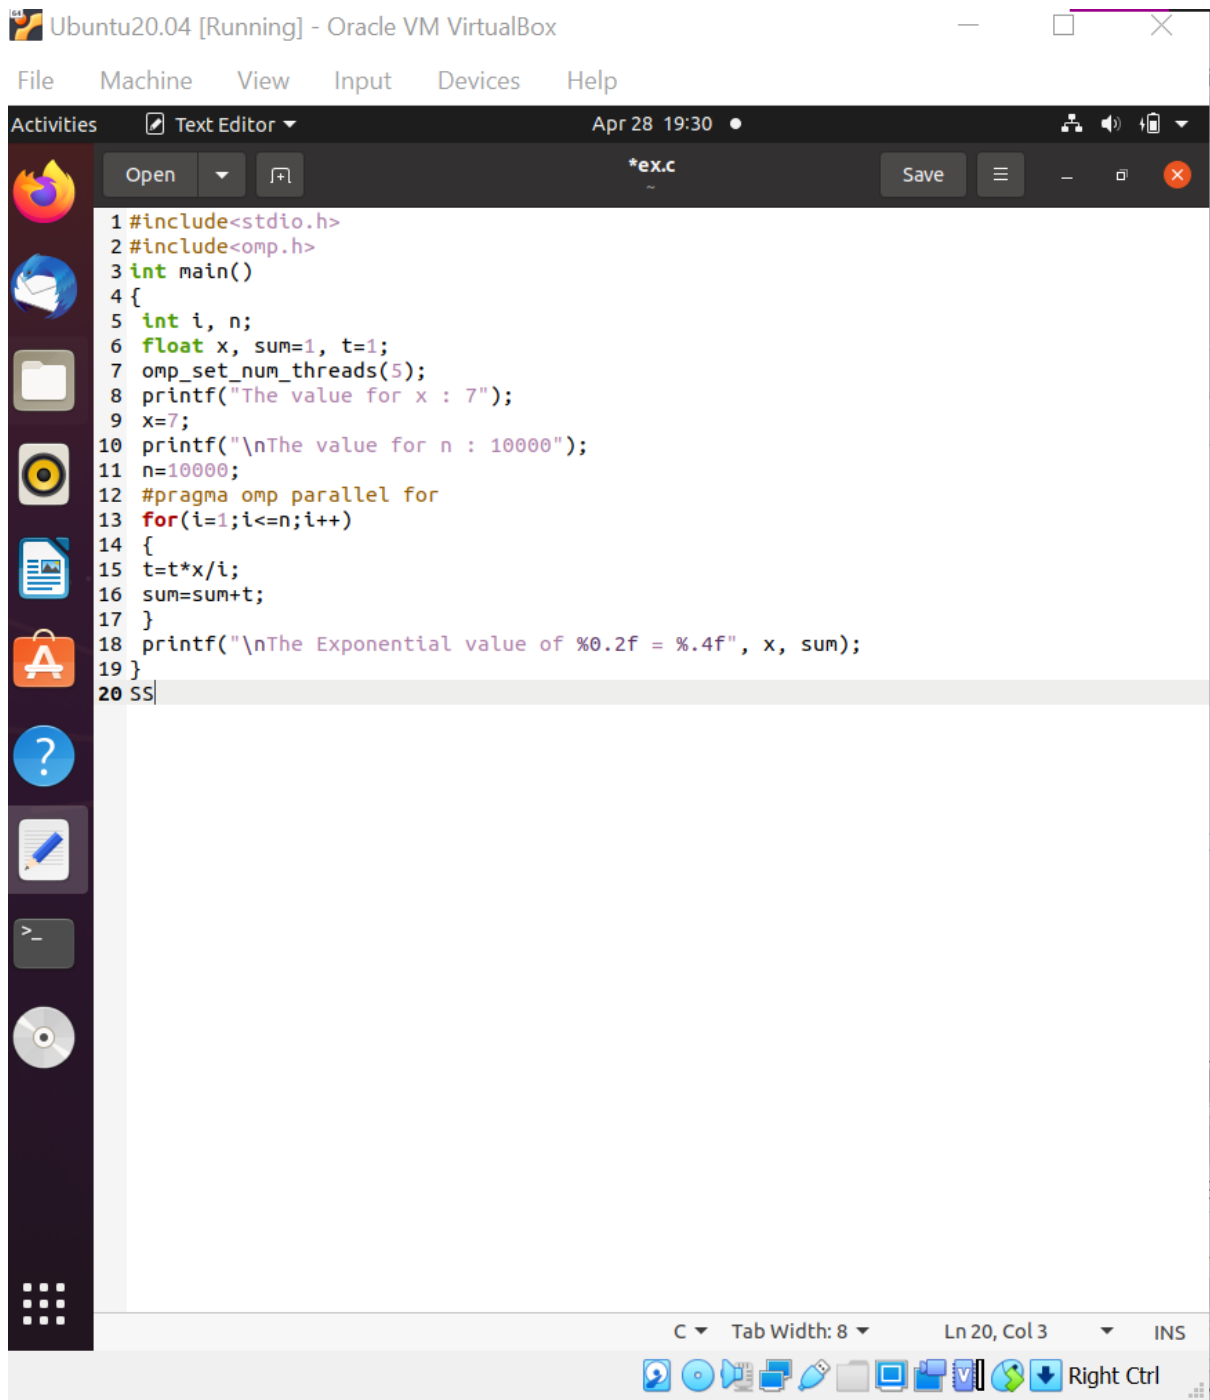 Ubuntu20.04 [Running] - Oracle VM VirtualBox
File Machine View Input Devices Help
Activities Text Editor Apr 28 19:30
Open *ex.c Save
~
1 #include<stdio.h>
2 #include<omp.h>
3 int main()
4 {
5 int i, n;
6 float x, sum=1, t=1;
7 omp_set_num_threads(5);
8 printf("The value for x : 7");
9 x=7;
10 printf("\nThe value for n : 10000");
11 n=10000;
12 #pragma omp parallel for
13 for(i=1;i<=n;i++)
14 {
15 t=t*x/i;
16 sum=sum+t;
17 }
18 printf("\nThe Exponential value of %0.2f = %.4f", x, sum);
19 }
20 SS
C Tab Width: 8 Ln 20, Col 3 INS
Right Ctrl